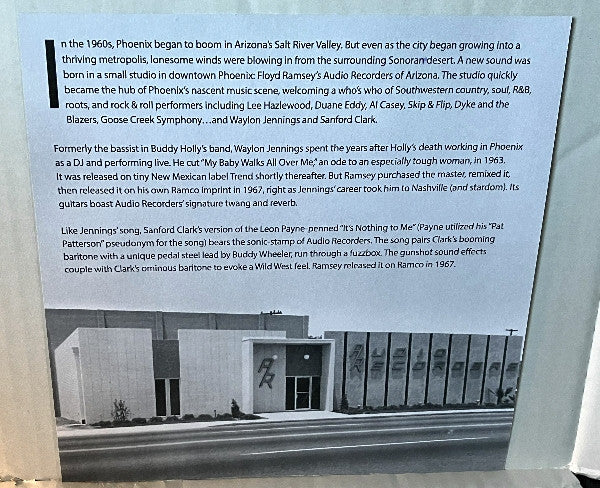 In the 1960s, Phoenix began to boom in Arizona's Salt River Valley. But even as the city began growing into a
thriving metropolis, lonesome winds were blowing in from the surrounding Sonoran desert. A new sound was
born in a small studio in downtown Phoenix: Floyd Ramsey's Audio Recorders of Arizona. The studio quickly
became the hub of Phoenix's nascent music scene, welcoming a who's who of Southwestern country, soul, R&B,
roots, and rock & roll performers including Lee Hazlewood, Duane Eddy, Al Casey, Skip & Flip, Dyke and the
Blazers, Goose Creek Symphony…and Waylon Jennings and Sanford Clark.
Formerly the bassist in Buddy Holly's band, Waylon Jennings spent the years after Holly's death working in Phoenix
as a DJ and performing live. He cut "My Baby Walks All Over Me," an ode to an especially tough woman, in 1963.
It was released on tiny New Mexican label Trend shortly thereafter. But Ramsey purchased the master, remixed it,
then released it on his own Ramco imprint in 1967, right as Jennings' career took him to Nashville (and stardom). Its
guitars boast Audio Recorders' signature twang and reverb.
Like Jennings' song, Sanford Clark's version of the Leon Payne-penned "It's Nothing to Me" (Payne utilized his "Pat
Patterson" pseudonym for the song) bears the sonic-stamp of Audio Recorders. The song pairs Clark's booming
baritone with a unique pedal steel lead by Buddy Wheeler, run through a fuzzbox. The gunshot sound effects
couple with Clark's ominous baritone to evoke a Wild West feel. Ramsey released it on Ramco in 1967.
AR
AUDIO
RECORDERS